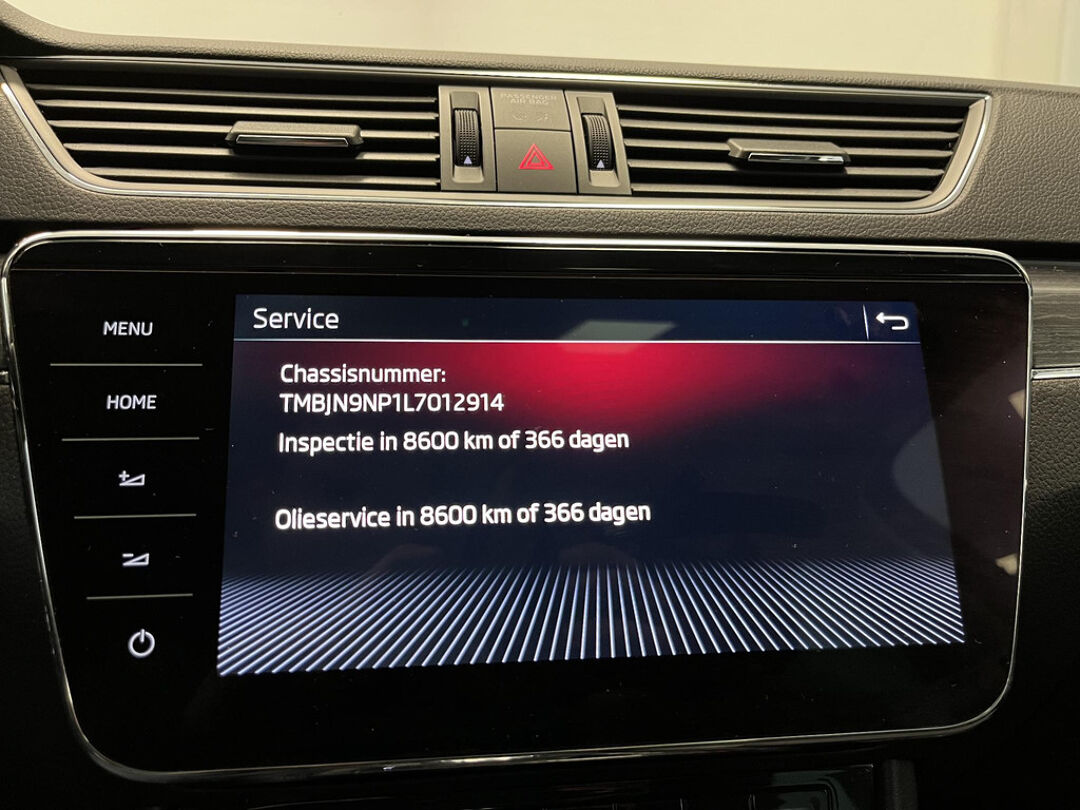 PASSENGER
AIR BAG
Service
MENU
HOME
Chassisnummer:
TMBJN9NP1L7012914
Inspectie in 8600 km of 366 dagen
Olieservice in 8600 km of 366 dagen